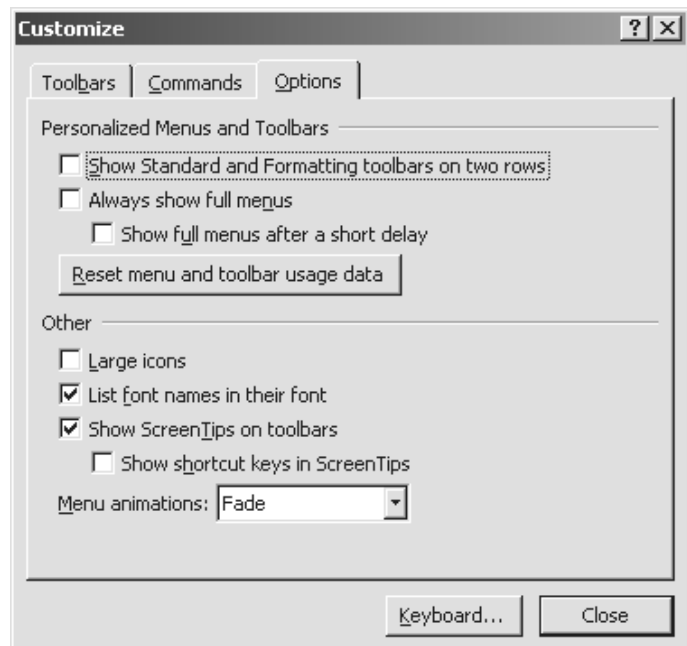 Customize
Toolbars Commands Options
Personalized Menus and Toolbars
Show Standard and Formatting toolbars on two rows
Always show full menus
Show full menus after a short delay
Reset menu and toolbar usage data
Other
Large icons
List font names in their font
Show ScreenTips on toolbars
Show shortcut keys in ScreenTips
Menu animations: Fade
Keyboard... Close